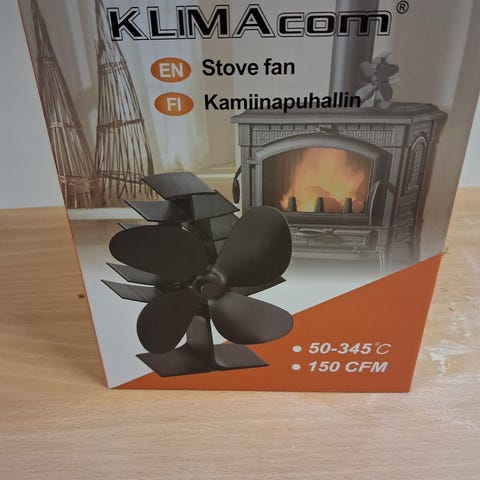 KLIMAcom®
EN Stove fan
FI Kamiinapuhallin
• 50-345°C
• 150 CFM